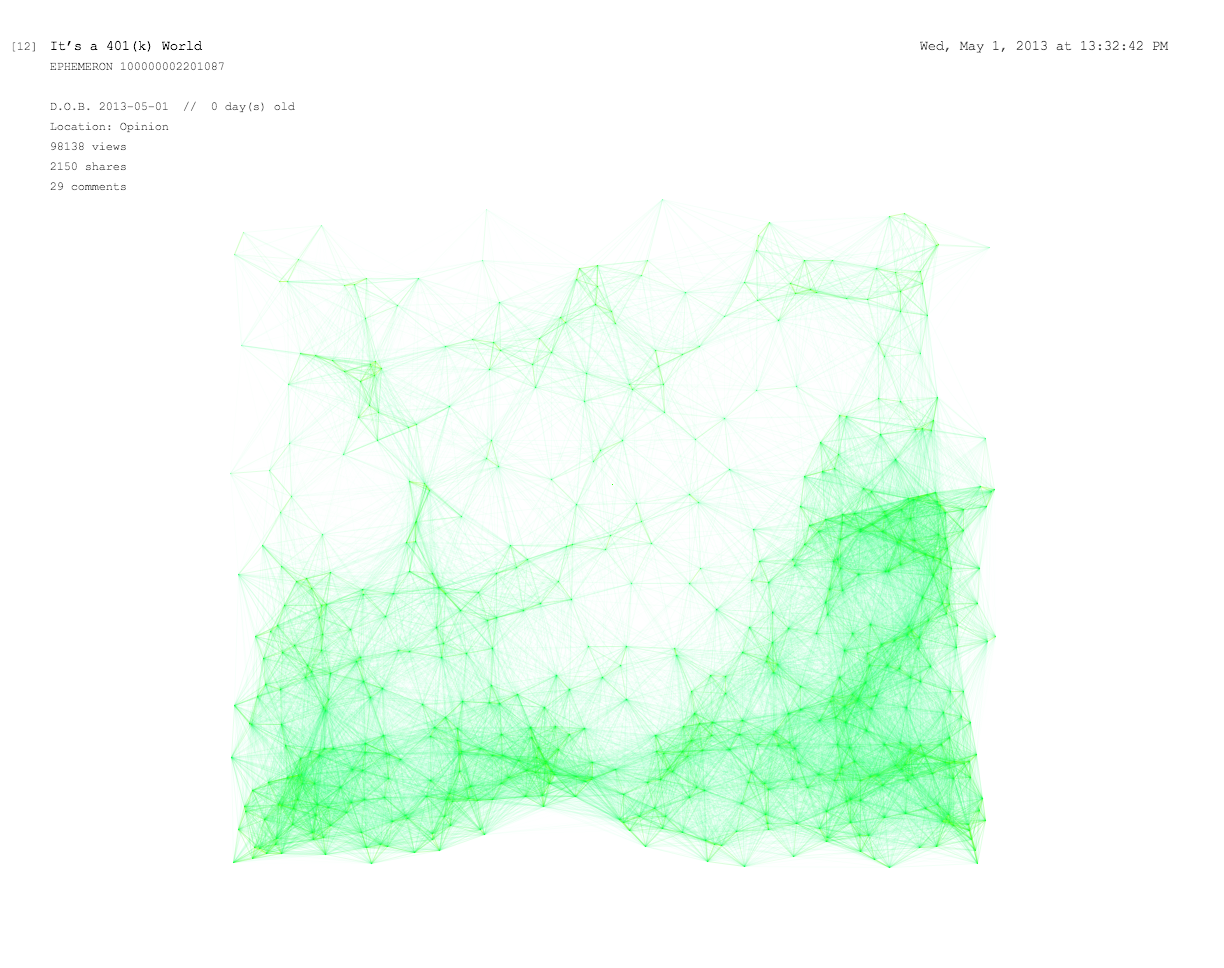 [12] It's a 401(k) World
Wed, May 1, 2013 at 13:32:42 PM
EPHEMERON 100000002201087
D.O.B. 2013-05-01 // 0 day(s) old
Location: Opinion
98138 views
2150 shares
29 comments